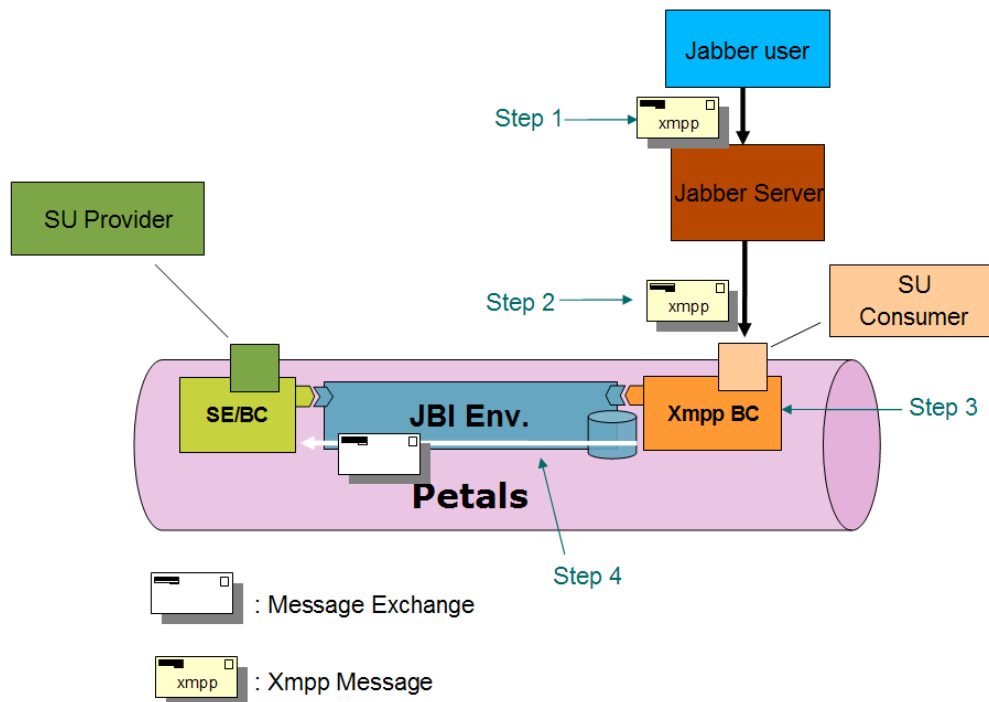 Jabber user
Step 1
xmpp
Jabber Server
SU Provider
Step 2
xmpp
SU
Consumer
SE/BC
JBI Env.
Xmpp BC
Step 3
Petals
Step 4
: Message Exchange
xmpp
: Xmpp Message